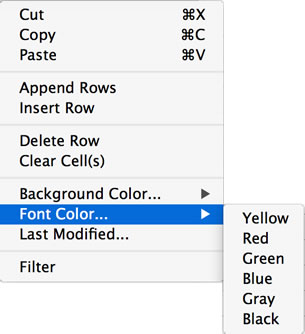 Cut ⌘X
Copy ⌘C
Paste ⌘V
Append Rows
Insert Row
Delete Row
Clear Cell(s)
Background Color...
Font Color...
Last Modified...
Filter
Yellow
Red
Green
Blue
Gray
Black